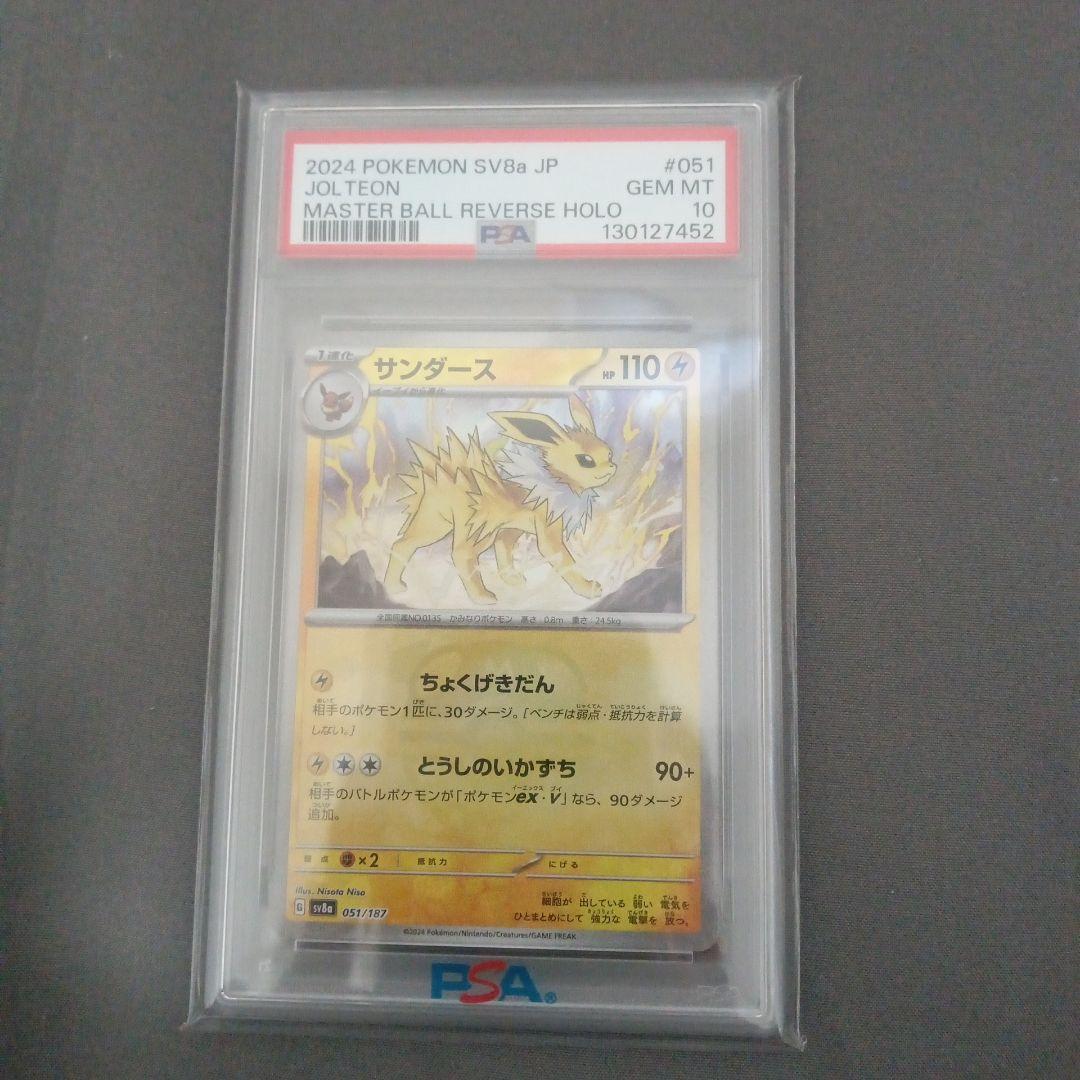 2024 POKEMON SV8a JP #051
JOLTEON GEM MT
MASTER BALL REVERSE HOLO 10
PSA 130127452
1進化 サンダース HP 110
イーブイから進化
全国図鑑NO.0135 かみなりポケモン 高さ:0.8m 重さ:24.5kg
ちょくげきだん
相手のポケモン1匹に、30ダメージ。[ベンチは弱点・抵抗力を計算
しない。]
とうしのいかずち 90+
相手のバトルポケモンが「ポケモンex・V」なら、90ダメージ
追加。
弱点 ×2 抵抗力 にげる
illus. Nisota Niso
G sv8a 051/187
細胞が 出している 弱い 電気を
ひとまとめにして 強力な 電撃を 放つ。
©2024 Pokémon/Nintendo/Creatures/GAME FREAK
PSA®